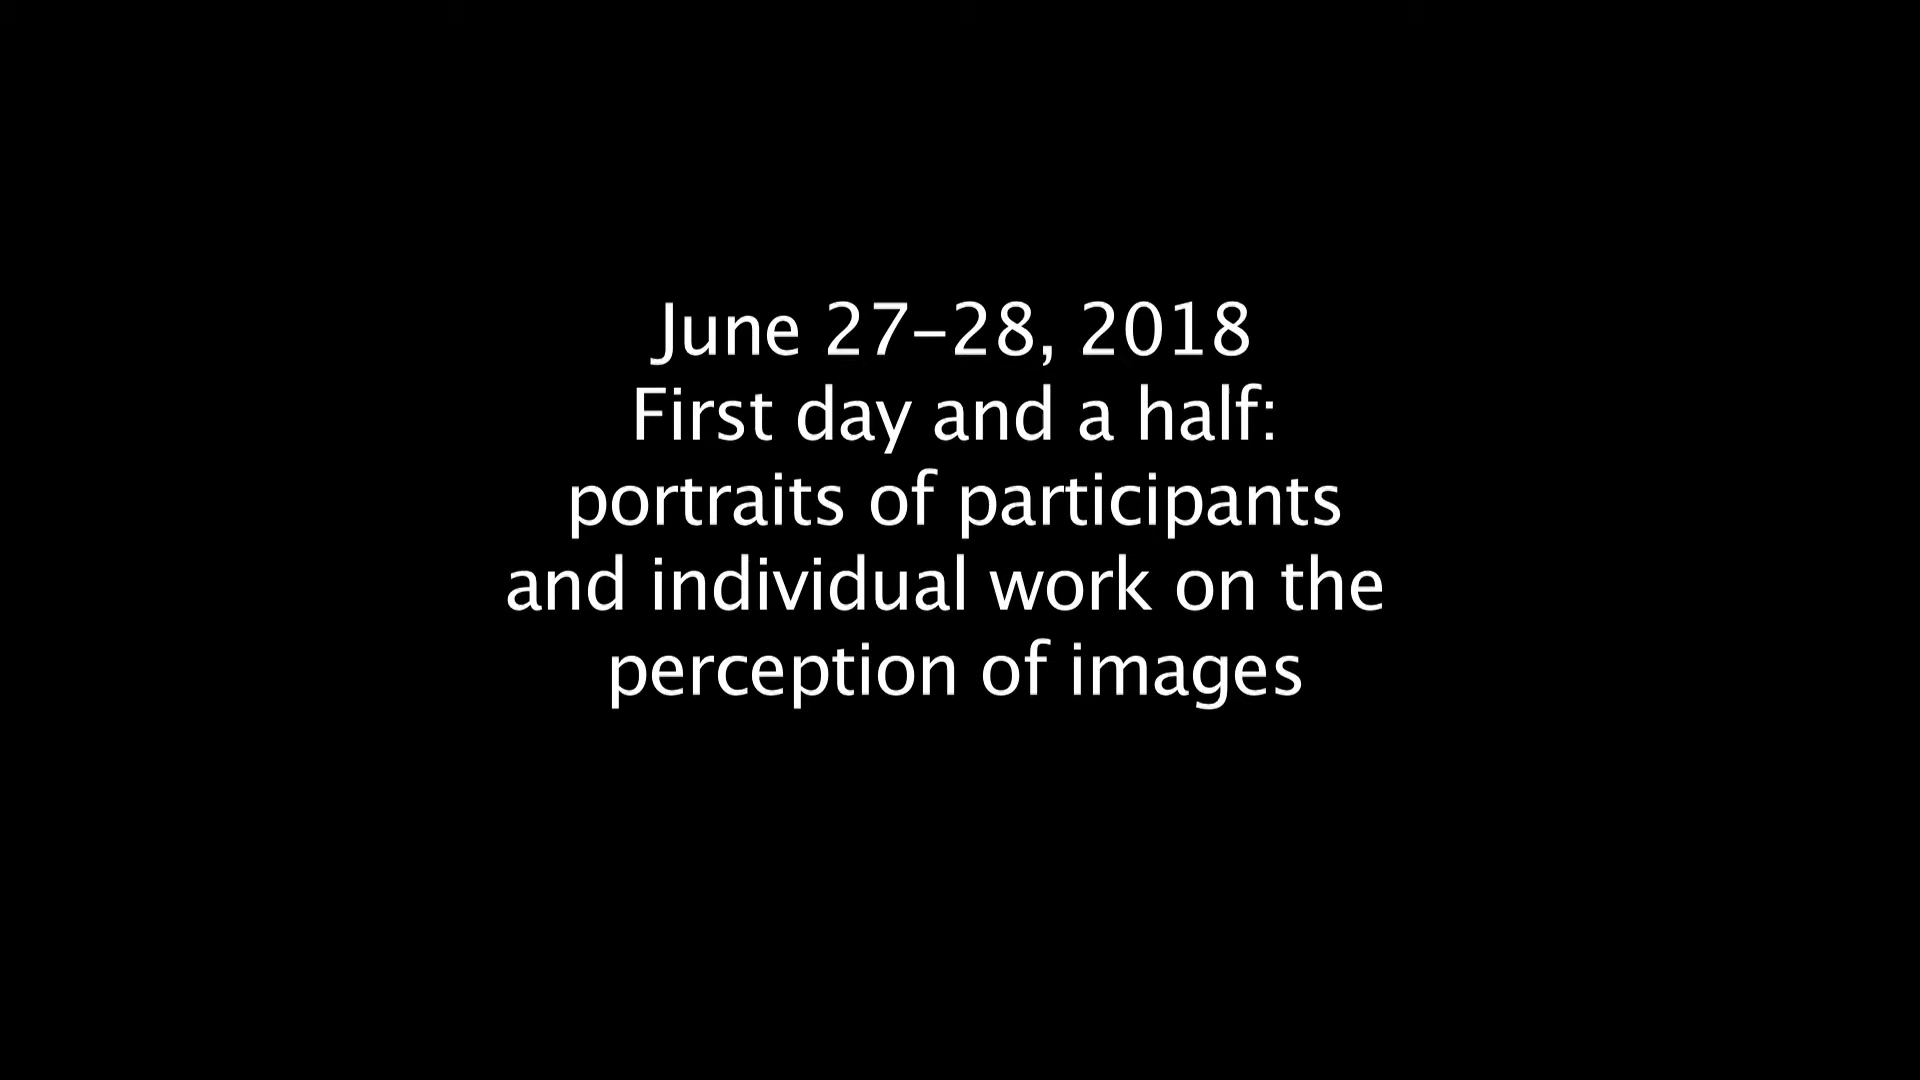 June 27–28, 2018
First day and a half:
portraits of participants
and individual work on the
perception of images